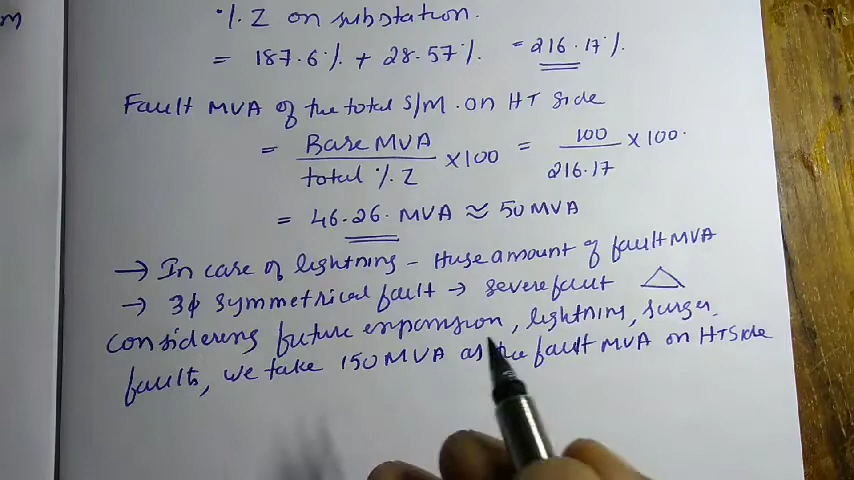 m
%Z on substation.
= 187.6% + 28.57% = 216.17%.
Fault MVA of the total S/M. on HT side
= Base MVA / total %Z × 100 = 100 / 216.17 × 100.
= 46.26. MVA ≈ 50 MVA
→ In case of lightning - Huse amount of fault MVA
→ 3ϕ symmetrical fault → severe fault △
considering future expansion, lightning, surges
faults, we take 150 MVA as the fault MVA on HT Side